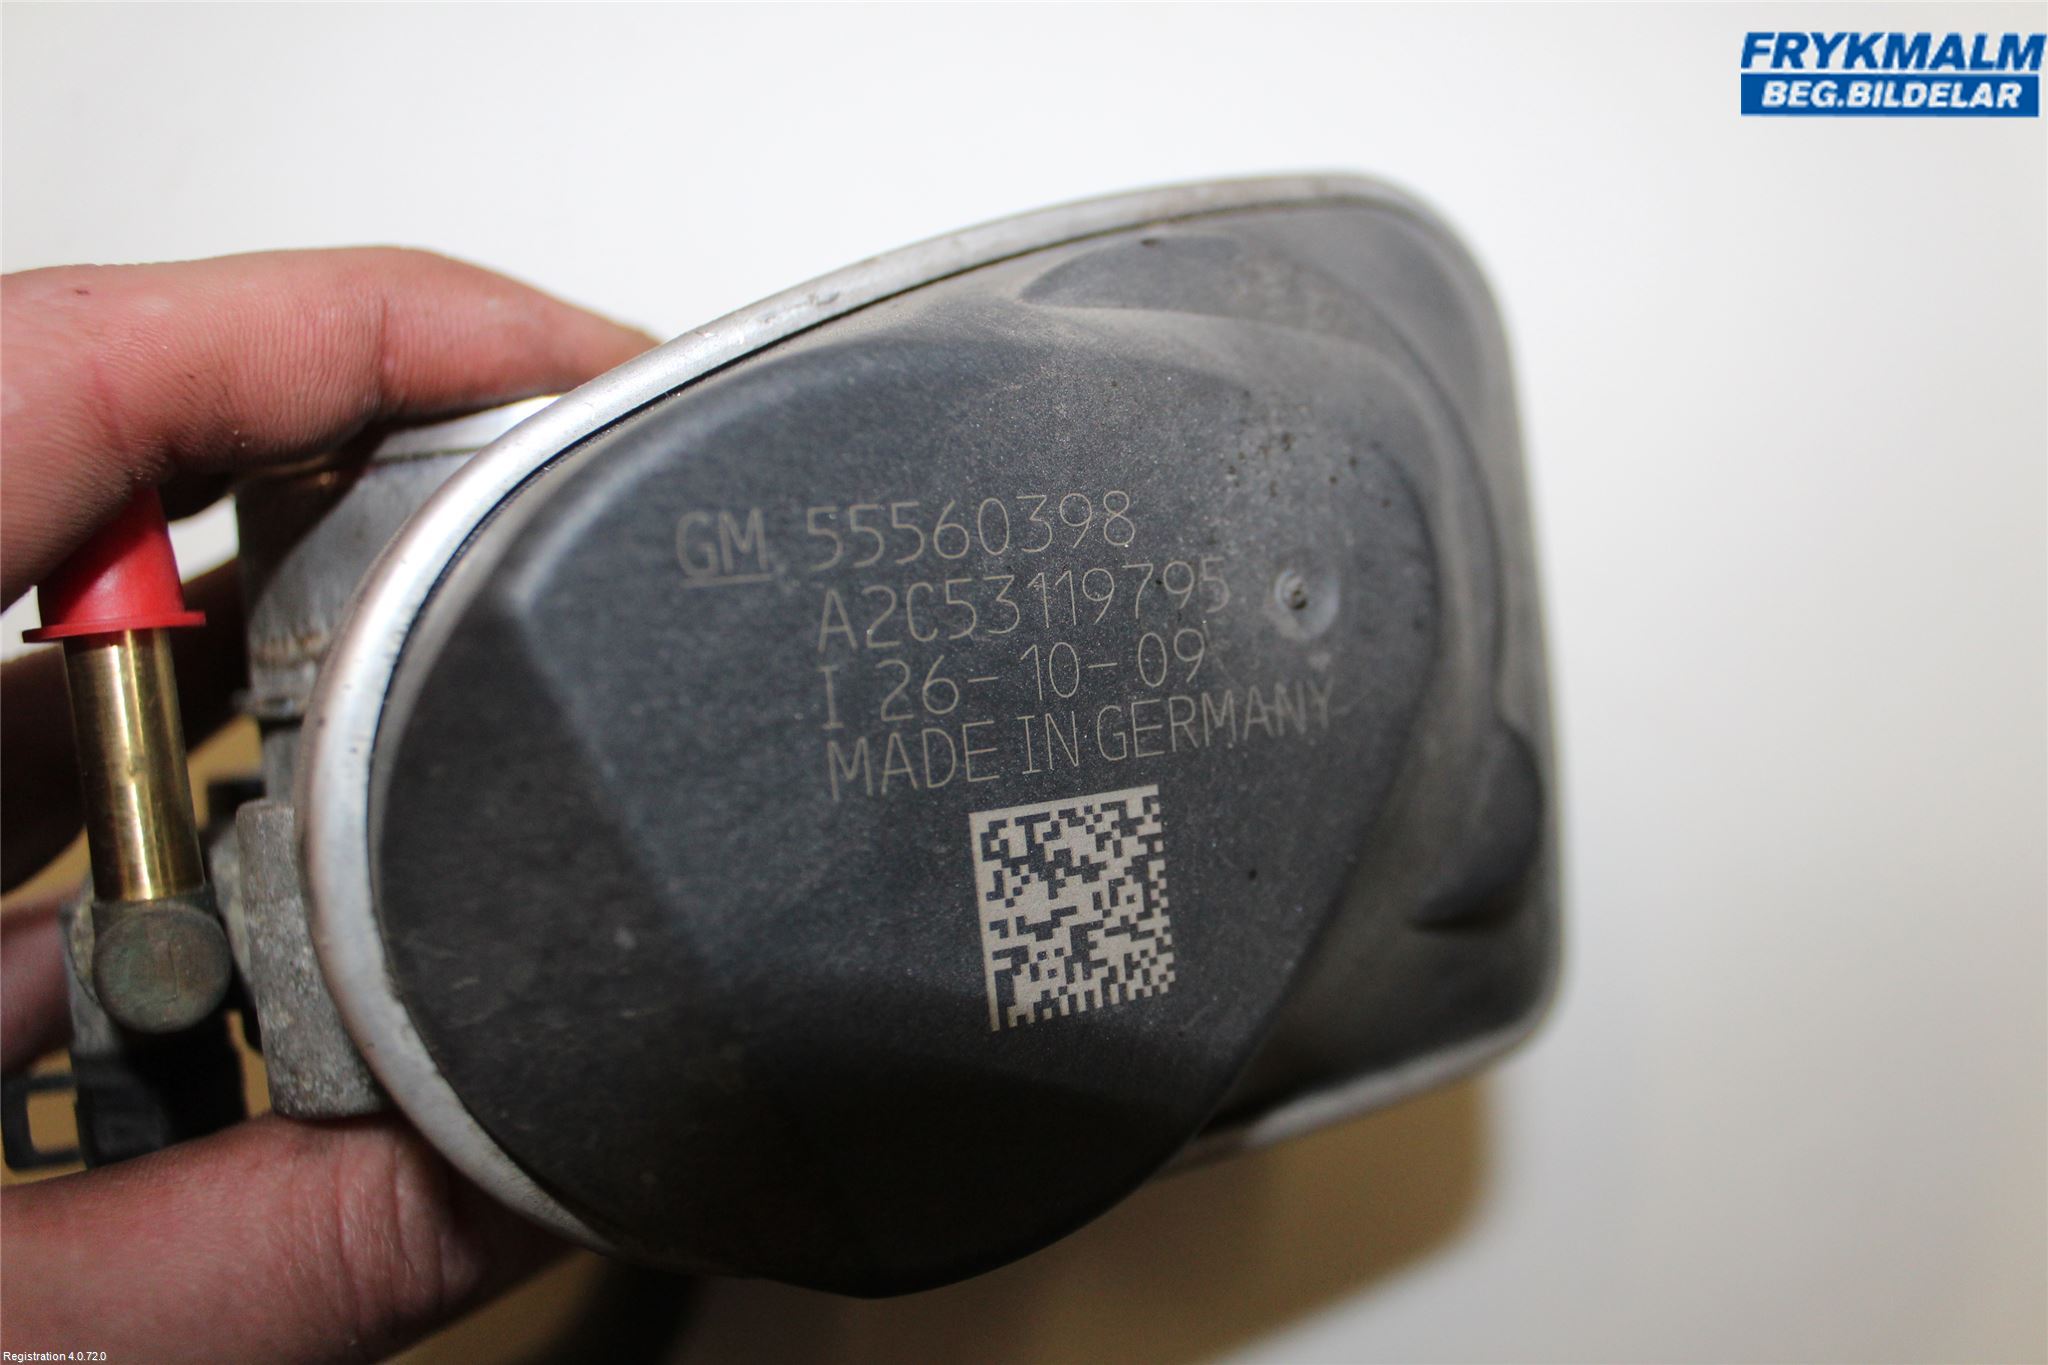 FRYKMALM
BEG.BILDELAR
GM 55560398
A2C53119795
I 26-10-09
MADE IN GERMANY
Registration 4.0.72.0